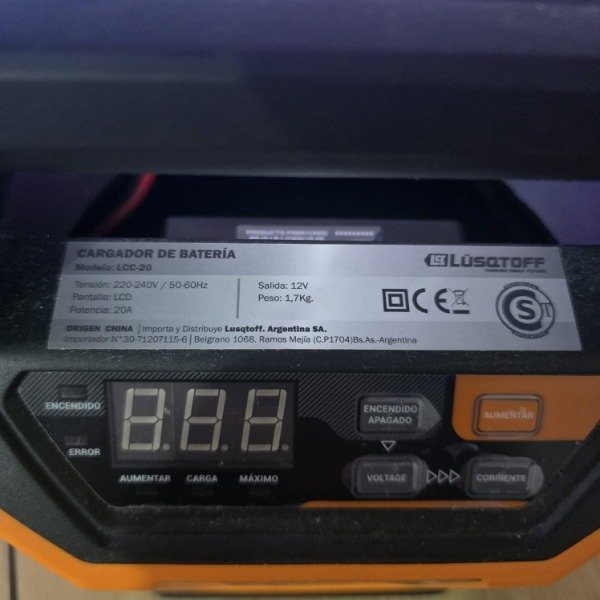 CARGADOR DE BATERÍA
Modelo: LCC-20
LÜSQTOFF
Tensión: 220-240V / 50-60Hz
Pantalla: LCD
Potencia: 20A
Salida: 12V
Peso: 1,7Kg.
CE
S
ORIGEN CHINA | Importa y Distribuye Lusqtoff. Argentina SA.
Importador N°30-71207115-6 | Belgrano 1068. Ramos Mejía (C.P1704)Bs.As.-Argentina
ENCENDIDO
ERROR
AUMENTAR CARGA MÁXIMO
ENCENDIDO
APAGADO
AUMENTAR
VOLTAGE
CORRIENTE